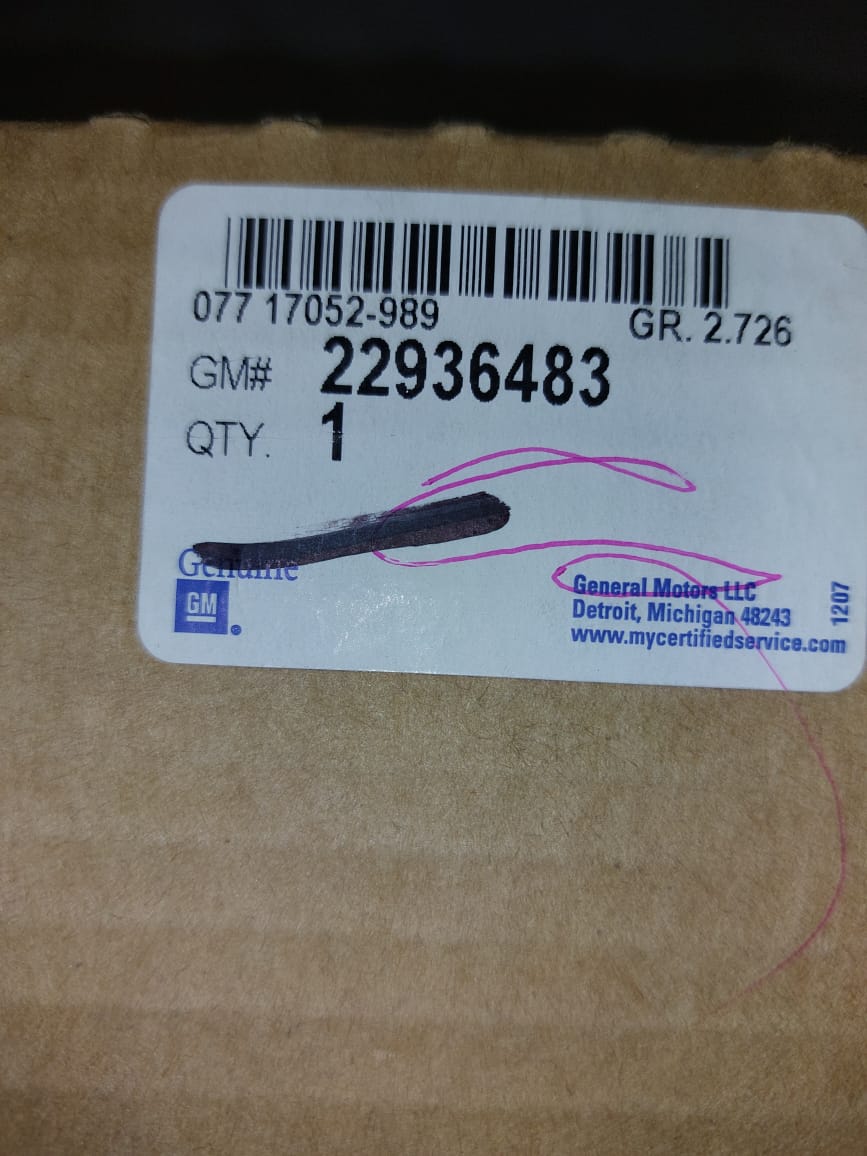 077 17052-989 GR. 2.726
GM# 22936483
QTY. 1
Genuine
GM
General Motors LLC
Detroit, Michigan 48243
www.mycertifiedservice.com
1207